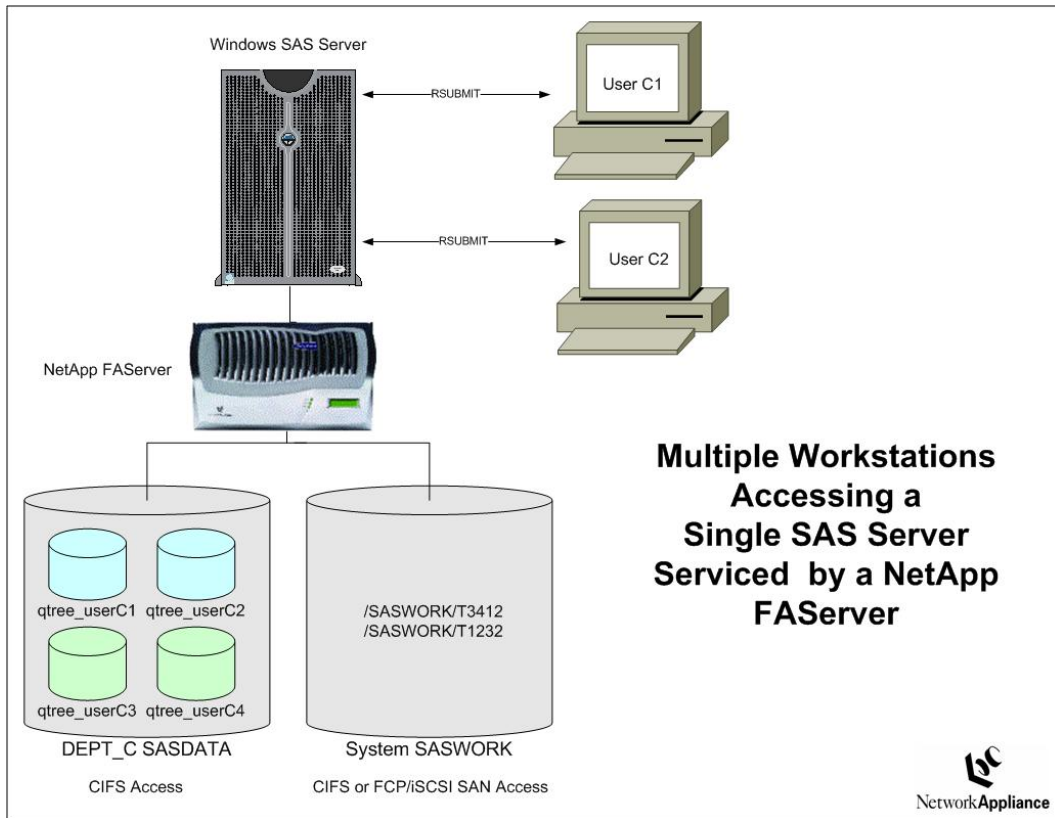 Windows SAS Server
RSUBMIT
User C1
RSUBMIT
User C2
NetApp FAServer
Multiple Workstations
Accessing a
Single SAS Server
Serviced by a NetApp
FAServer
qtree_userC1
qtree_userC2
qtree_userC3
qtree_userC4
/SASWORK/T3412
/SASWORK/T1232
DEPT_C SASDATA
System SASWORK
CIFS Access
CIFS or FCP/iSCSI SAN Access
NetworkAppliance